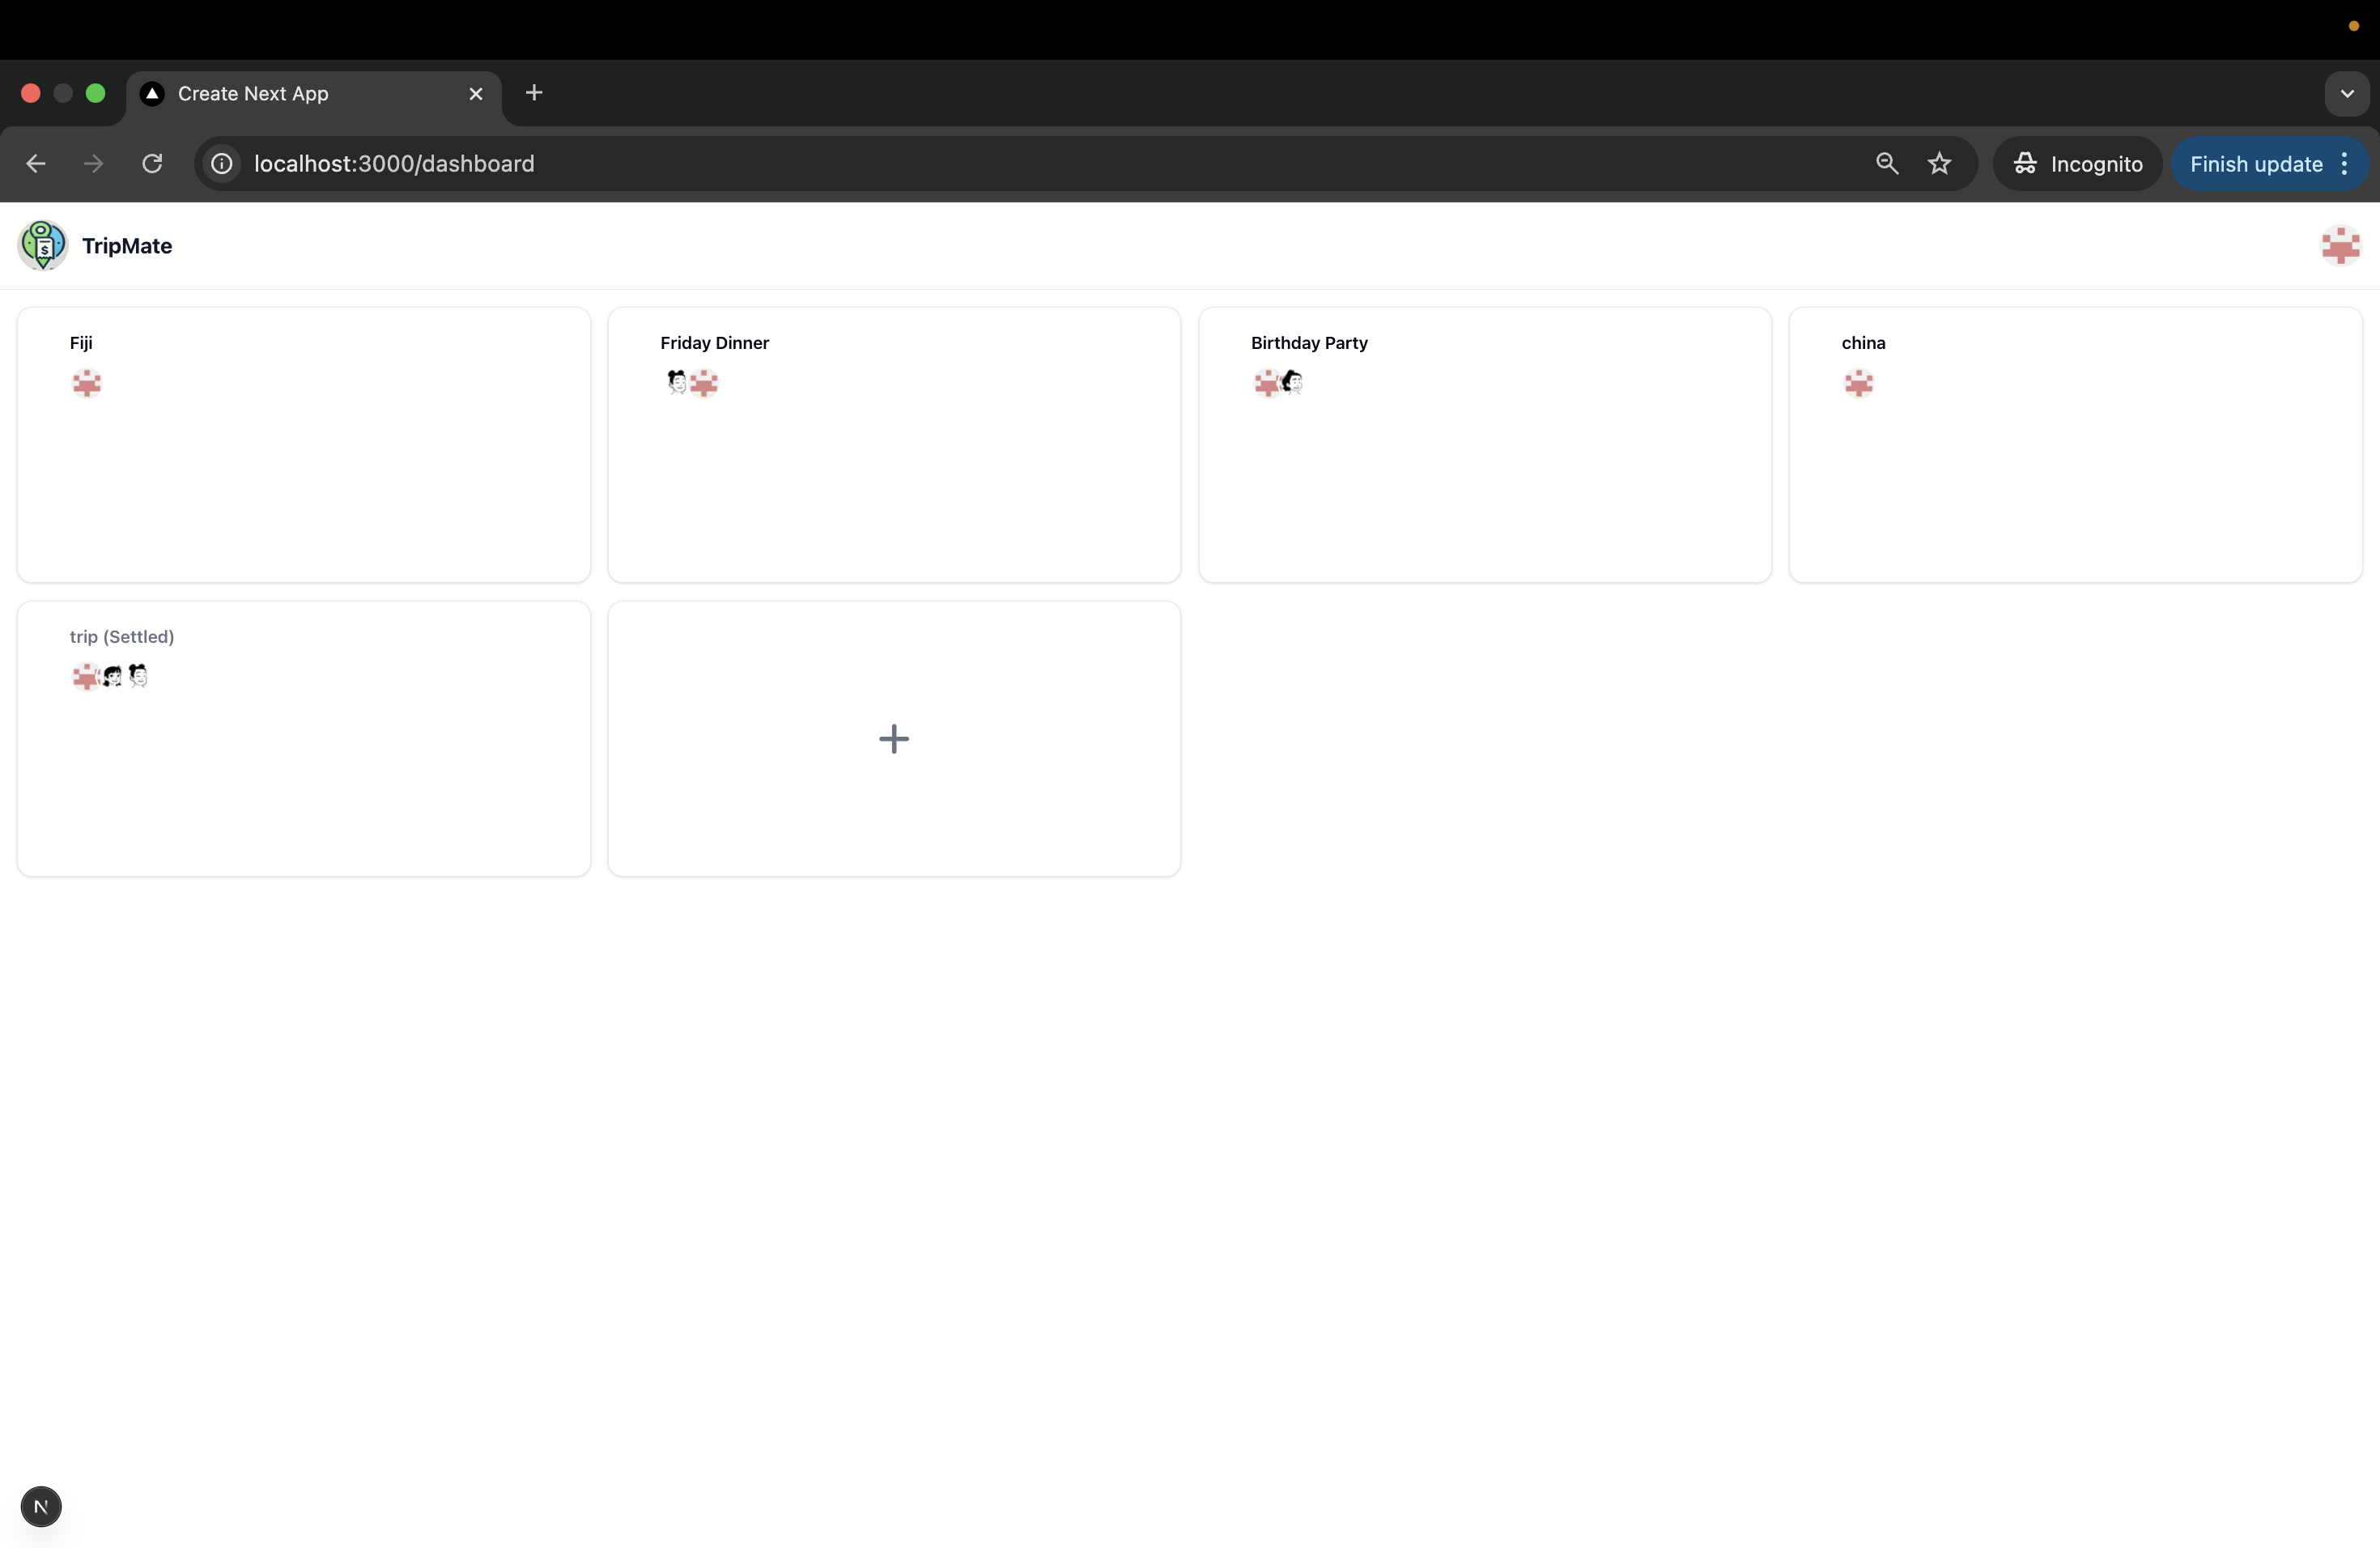 Create Next App
localhost:3000/dashboard
Incognito
Finish update
$
TripMate
Fiji
Friday Dinner
Birthday Party
china
trip (Settled)
N